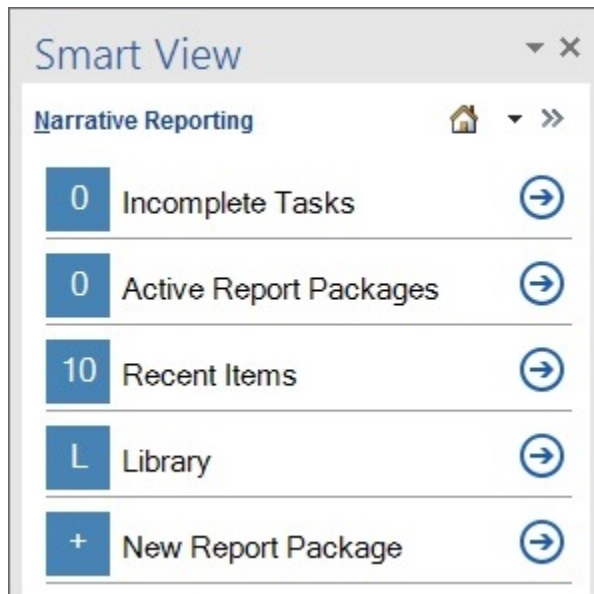 Smart View
Narrative Reporting
0 Incomplete Tasks
0 Active Report Packages
10 Recent Items
L Library
+ New Report Package